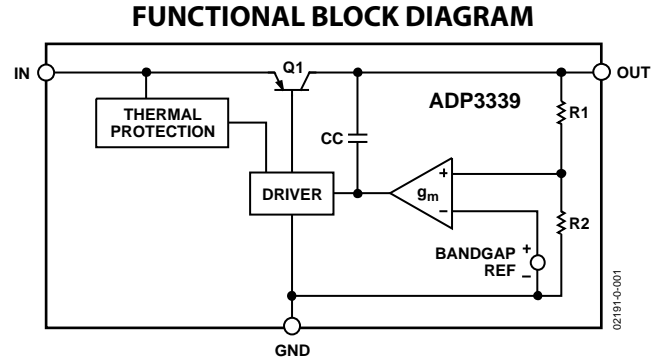 FUNCTIONAL BLOCK DIAGRAM
IN
Q1
OUT
THERMAL
PROTECTION
ADP3339
R1
CC
DRIVER
+
gm
−
R2
BANDGAP
REF
+
−
GND
02191-0-001